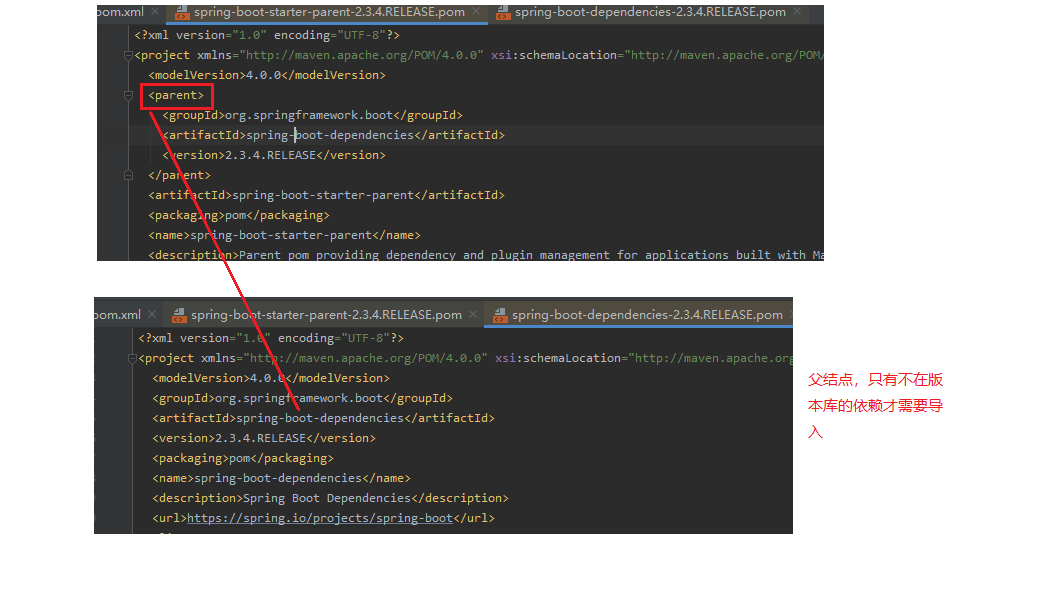 pom.xml × spring-boot-starter-parent-2.3.4.RELEASE.pom × spring-boot-dependencies-2.3.4.RELEASE.pom ×
<?xml version="1.0" encoding="UTF-8"?>
<project xmlns="http://maven.apache.org/POM/4.0.0" xsi:schemaLocation="http://maven.apache.org/POM/
<modelVersion>4.0.0</modelVersion>
<parent>
<groupId>org.springframework.boot</groupId>
<artifactId>spring-boot-dependencies</artifactId>
<version>2.3.4.RELEASE</version>
</parent>
<artifactId>spring-boot-starter-parent</artifactId>
<packaging>pom</packaging>
<name>spring-boot-starter-parent</name>
<description>Parent pom providing dependency and plugin management for applications built with Ma
pom.xml × spring-boot-starter-parent-2.3.4.RELEASE.pom × spring-boot-dependencies-2.3.4.RELEASE.pom
<?xml version="1.0" encoding="UTF-8"?>
<project xmlns="http://maven.apache.org/POM/4.0.0" xsi:schemaLocation="http://maven.apache.org
<modelVersion>4.0.0</modelVersion>
<groupId>org.springframework.boot</groupId>
<artifactId>spring-boot-dependencies</artifactId>
<version>2.3.4.RELEASE</version>
<packaging>pom</packaging>
<name>spring-boot-dependencies</name>
<description>Spring Boot Dependencies</description>
<url>https://spring.io/projects/spring-boot</url>
父结点，只有不在版
本库的依赖才需要导
入